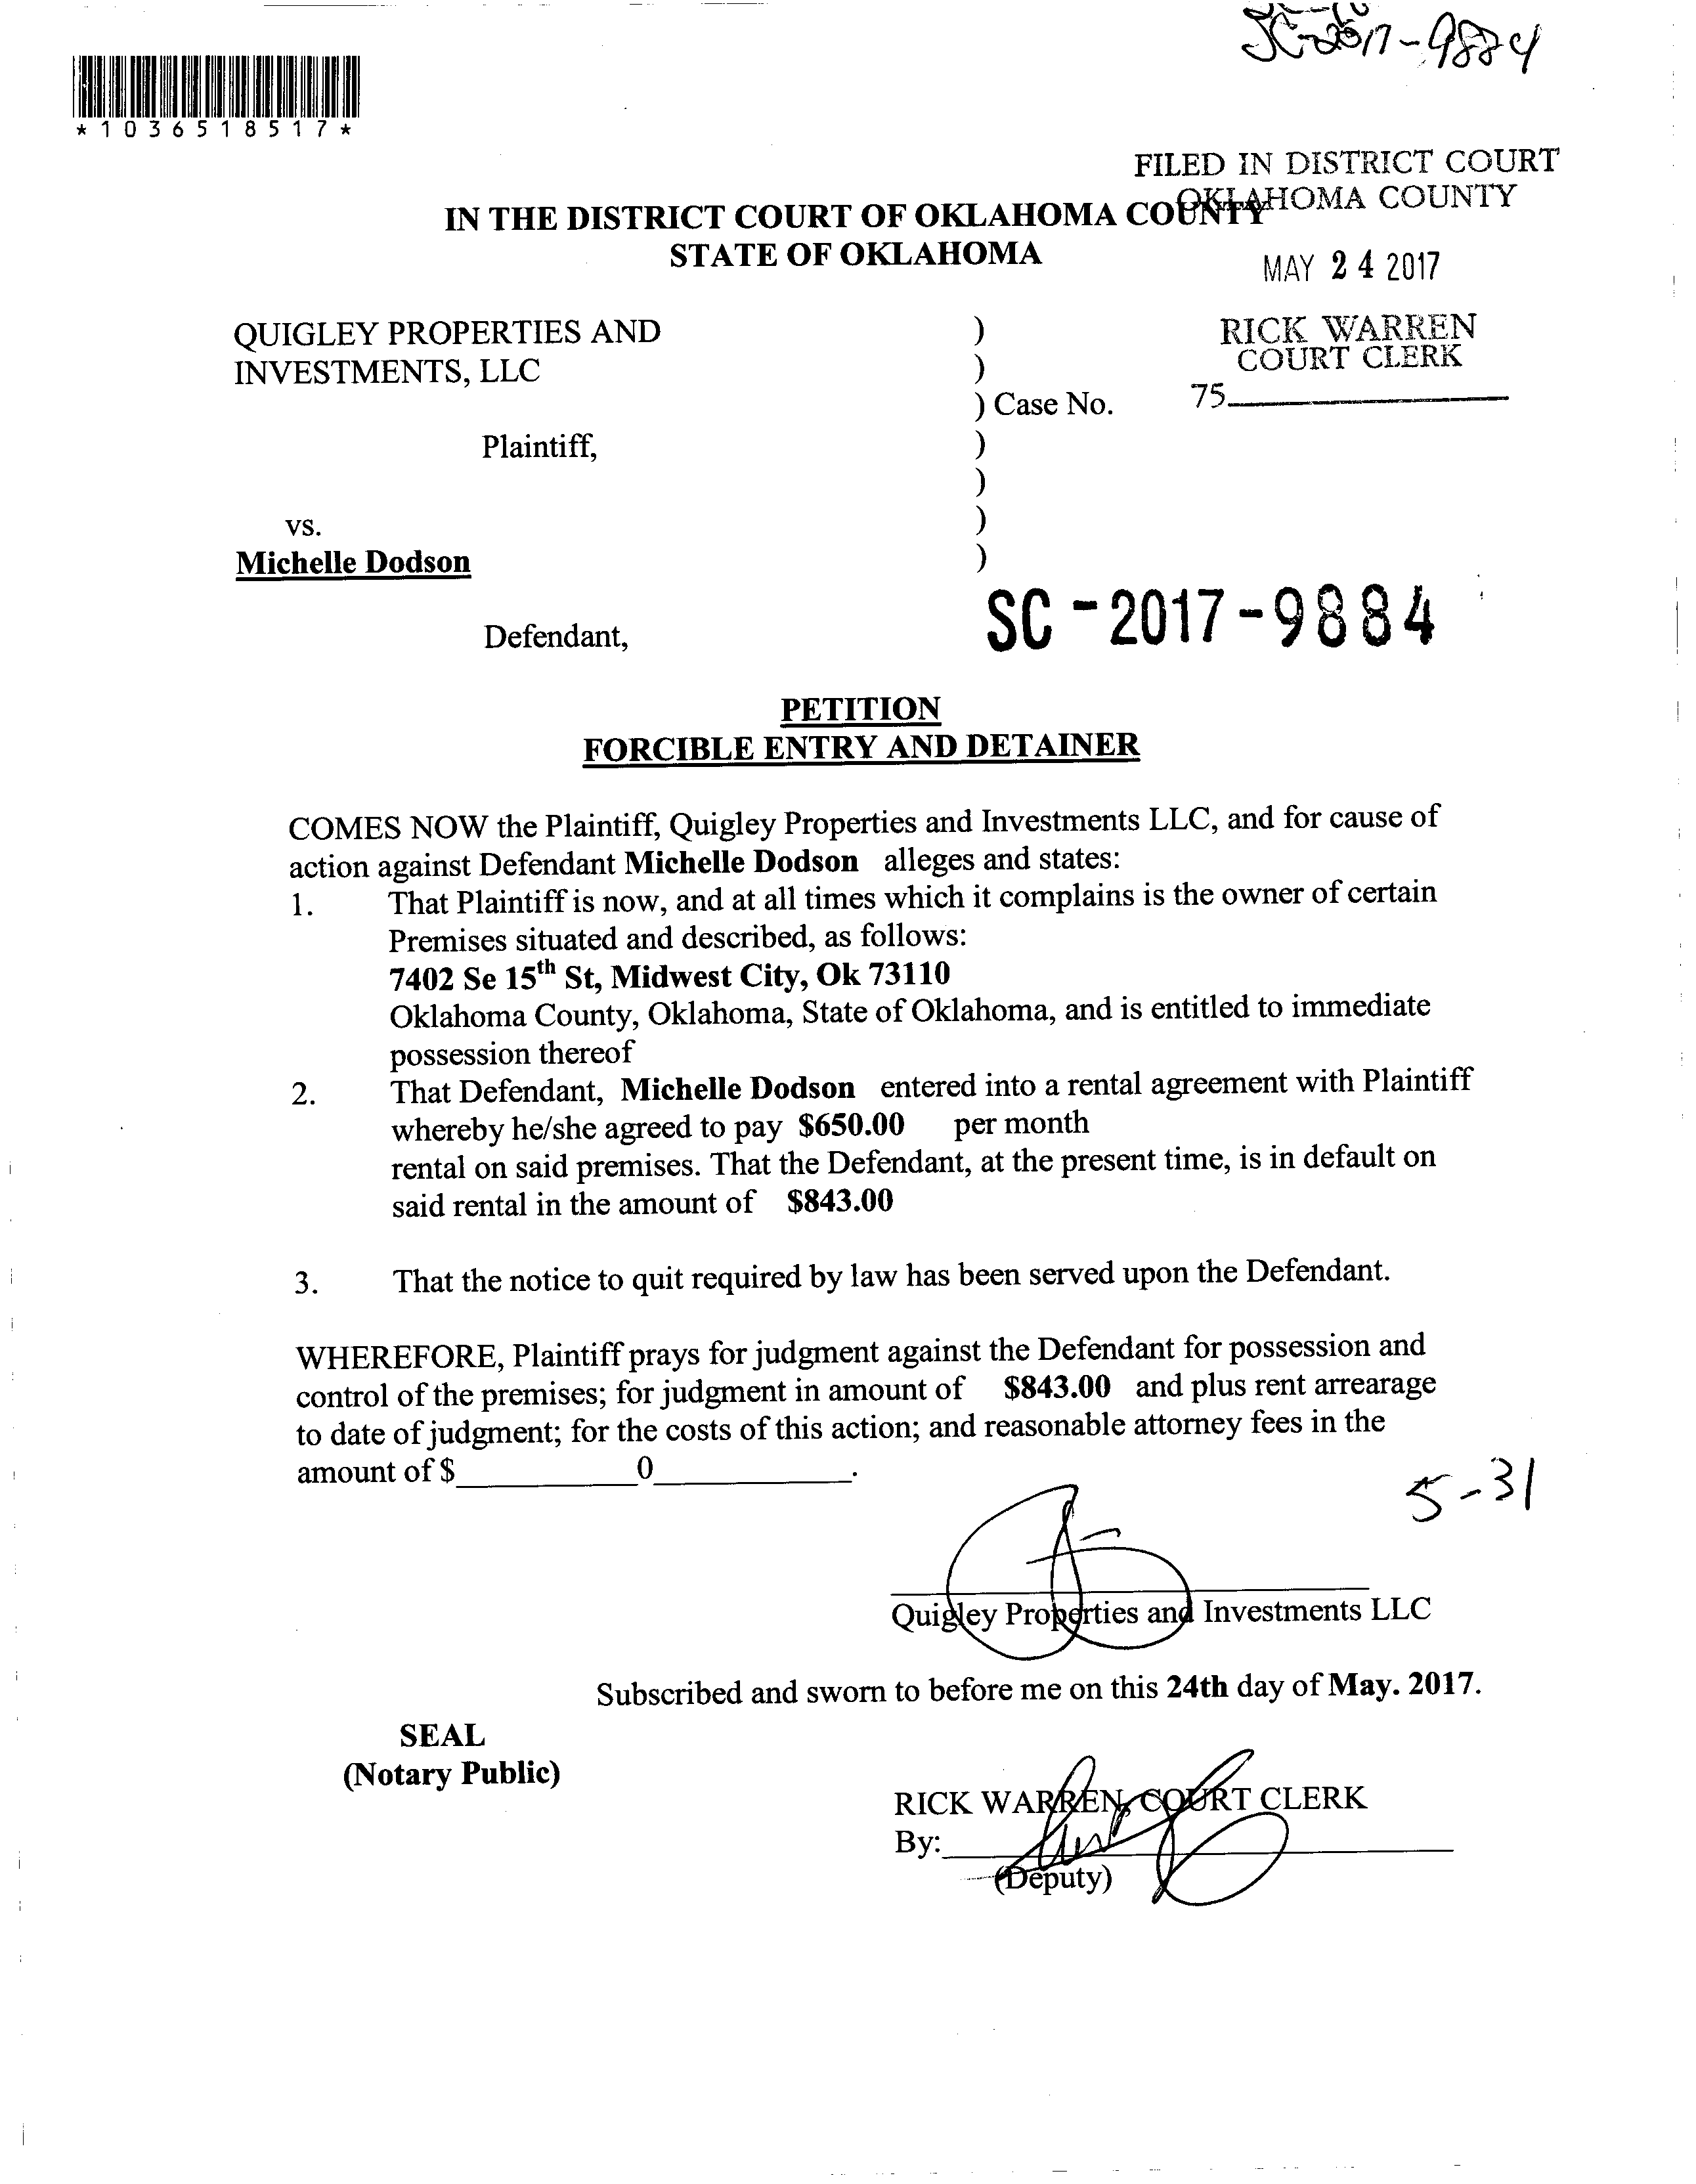 SC-2017-9884
*1036518517*
FILED IN DISTRICT COURT
OKLAHOMA COUNTY
IN THE DISTRICT COURT OF OKLAHOMA COUNTY
STATE OF OKLAHOMA
MAY 24 2017
QUIGLEY PROPERTIES AND )
INVESTMENTS, LLC )
RICK WARREN
COURT CLERK
) Case No.
75
Plaintiff, )
)
vs. )
Michelle Dodson )
SC-2017-9884
Defendant,
PETITION
FORCIBLE ENTRY AND DETAINER
COMES NOW the Plaintiff, Quigley Properties and Investments LLC, and for cause of
action against Defendant Michelle Dodson alleges and states:
1. That Plaintiff is now, and at all times which it complains is the owner of certain
Premises situated and described, as follows:
7402 Se 15th St, Midwest City, Ok 73110
Oklahoma County, Oklahoma, State of Oklahoma, and is entitled to immediate
possession thereof
2. That Defendant, Michelle Dodson entered into a rental agreement with Plaintiff
whereby he/she agreed to pay $650.00 per month
rental on said premises. That the Defendant, at the present time, is in default on
said rental in the amount of $843.00
3. That the notice to quit required by law has been served upon the Defendant.
WHEREFORE, Plaintiff prays for judgment against the Defendant for possession and
control of the premises; for judgment in amount of $843.00 and plus rent arrearage
to date of judgment; for the costs of this action; and reasonable attorney fees in the
amount of $____________0_____________.
5-31
Quigley Properties and Investments LLC
Subscribed and sworn to before me on this 24th day of May. 2017.
SEAL
(Notary Public)
RICK WARREN, COURT CLERK
By:
(Deputy)